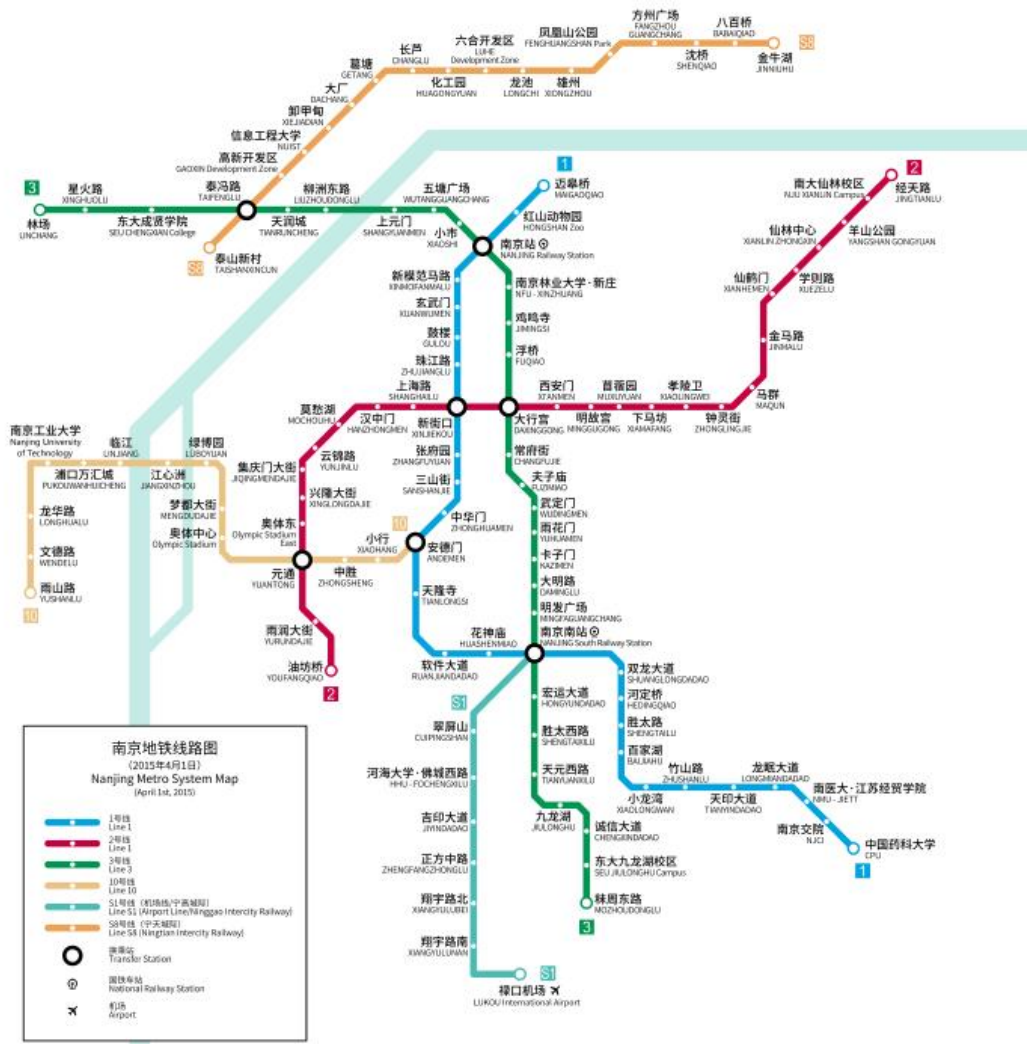 方州广场
FANGZHOU
GUANGCHANG
八百桥
BABAIQIAO
凤凰山公园
FENGHUANGSHAN Park
六合开发区
LUHE
Development Zone
长芦
CHANGLU
S8
沈桥
SHENQIAO
金牛湖
JINNIUHU
葛塘
GETANG
化工园
HUAGONGYUAN
龙池
LONGCHI
雄州
XIONGZHOU
大厂
DACHANG
卸甲甸
XIEJIADIAN
信息工程大学
NUIST
高新开发区
GAOXIN Development Zone
1
迈皋桥
MAIGAOQIAO
2
经天路
JINGTIANLU
南大仙林校区
NJU XIANLIN Campus
3
星火路
XINGHUOLU
泰冯路
TAIFENGLU
柳洲东路
LIUZHOUDONGLU
五塘广场
WUTANGGUANGCHANG
红山动物园
HONGSHAN Zoo
林场
LINCHANG
东大成贤学院
SEU CHENGXIAN College
天润城
TIANRUNCHENG
上元门
SHANGYUANMEN
小市
XIAOSHI
仙林中心
XIANLIN ZHONGXIN
羊山公园
YANGSHAN GONGYUAN
南京站
NANJING Railway Station
S8
泰山新村
TAISHANXINCUN
新模范马路
XINMOFANMALU
南京林业大学·新庄
NFU - XINZHUANG
仙鹤门
XIANHEMEN
学则路
XUEZELU
玄武门
XUANWUMEN
鸡鸣寺
JIMINGSI
鼓楼
GULOU
浮桥
FUQIAO
金马路
JINMALU
珠江路
ZHUJIANGLU
上海路
SHANGHAILU
西安门
XI'ANMEN
苜蓿园
MUXUYUAN
孝陵卫
XIAOLINGWEI
马群
MAQUN
莫愁湖
MOCHOUHU
汉中门
HANZHONGMEN
新街口
XINJIEKOU
大行宫
DAXINGGONG
明故宫
MINGGUGONG
下马坊
XIAMAFANG
钟灵街
ZHONGLINGJIE
南京工业大学
Nanjing University
of Technology
临江
LINJIANG
绿博园
LÜBOYUAN
云锦路
YUNJINLU
张府园
ZHANGFUYUAN
常府街
CHANGFUJIE
浦口万汇城
PUKOUWANHUICHENG
江心洲
JIANGXINZHOU
集庆门大街
JIQINGMENDAJIE
三山街
SANSHANJIE
夫子庙
FUZIMIAO
龙华路
LONGHUALU
梦都大街
MENGDUDAJIE
兴隆大街
XINGLONGDAJIE
中华门
ZHONGHUAMEN
武定门
WUDINGMEN
奥体中心
Olympic Stadium
奥体东
Olympic Stadium
East
小行
XIAOHANG
10
安德门
ANDEMEN
雨花门
YUHUAMEN
文德路
WENDELU
卡子门
KAZIMEN
元通
YUANTONG
中胜
ZHONGSHENG
雨山路
YUSHANLU
10
天隆寺
TIANLONGSI
大明路
DAMINGLU
明发广场
MINGFAGUANGCHANG
雨润大街
YURUNDAJIE
花神庙
HUASHENMIAO
南京南站
NANJING South Railway Station
油坊桥
YOUFANGQIAO
2
软件大道
RUANJIANDADAO
双龙大道
SHUANGLONGDADAO
S1
宏运大道
HONGYUNDADAO
河定桥
HEDINGQIAO
翠屏山
CUIPINGSHAN
胜太西路
SHENGTAIXILU
胜太路
SHENGTAILU
百家湖
BAIJIAHU
河海大学·佛城西路
HHU - FOCHENGXILU
天元西路
TIANYUANXILU
竹山路
ZHUSHANLU
龙眠大道
LONGMIANDADAO
小龙湾
XIAOLONGWAN
天印大道
TIANYINDADAO
南医大·江苏经贸学院
NMU - JIETT
吉印大道
JIYINDADAO
九龙湖
JIULONGHU
诚信大道
CHENGXINDADAO
南京交院
NJCI
中国药科大学
CPU
1
正方中路
ZHENGFANGZHONGLU
东大九龙湖校区
SEU JIULONGHU Campus
翔宇路北
XIANGYULUBEI
秣周东路
MOZHOUDONGLU
3
翔宇路南
XIANGYULUNAN
S1
禄口机场
LUKOU International Airport
南京地铁线路图
(2015年4月1日)
Nanjing Metro System Map
(April 1st, 2015)
1号线
Line 1
2号线
Line 1
3号线
Line 3
10号线
Line 10
S1号线（机场线/宁高城际）
Line S1 (Airport Line/Ninggao Intercity Railway)
S8号线（宁天城际）
Line S8 (Ningtian Intercity Railway)
换乘站
Transfer Station
国铁车站
National Railway Station
机场
Airport